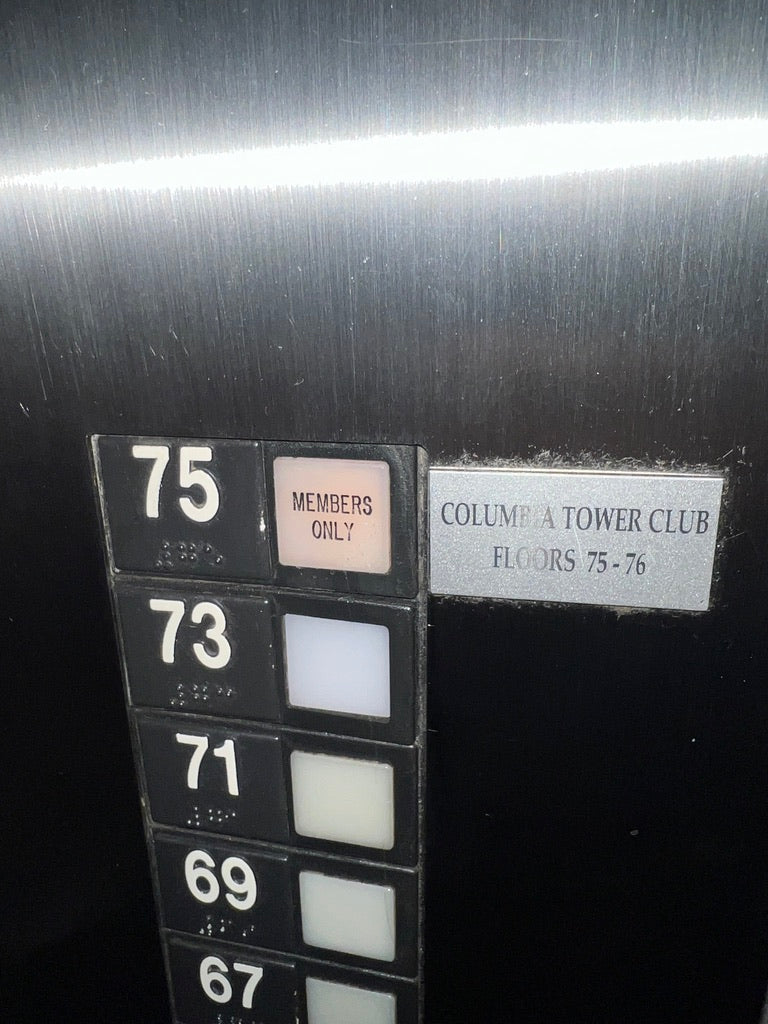 75
MEMBERS
ONLY
COLUMBIA TOWER CLUB
FLOORS 75 - 76
73
71
69
67